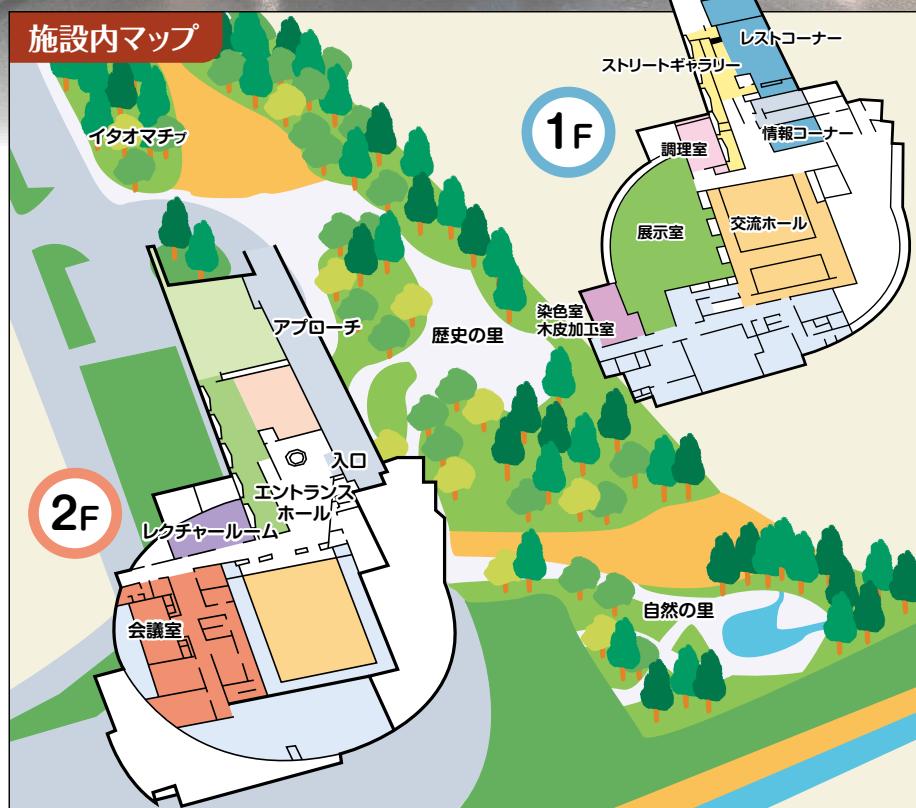 施設内マップ
レストコーナー
ストリートギャラリー
1F
情報コーナー
調理室
イタオマチㇷ゚
展示室
交流ホール
染色室
木皮加工室
アプローチ
歴史の里
入口
エントランス
ホール
2F
レクチャールーム
自然の里
会議室